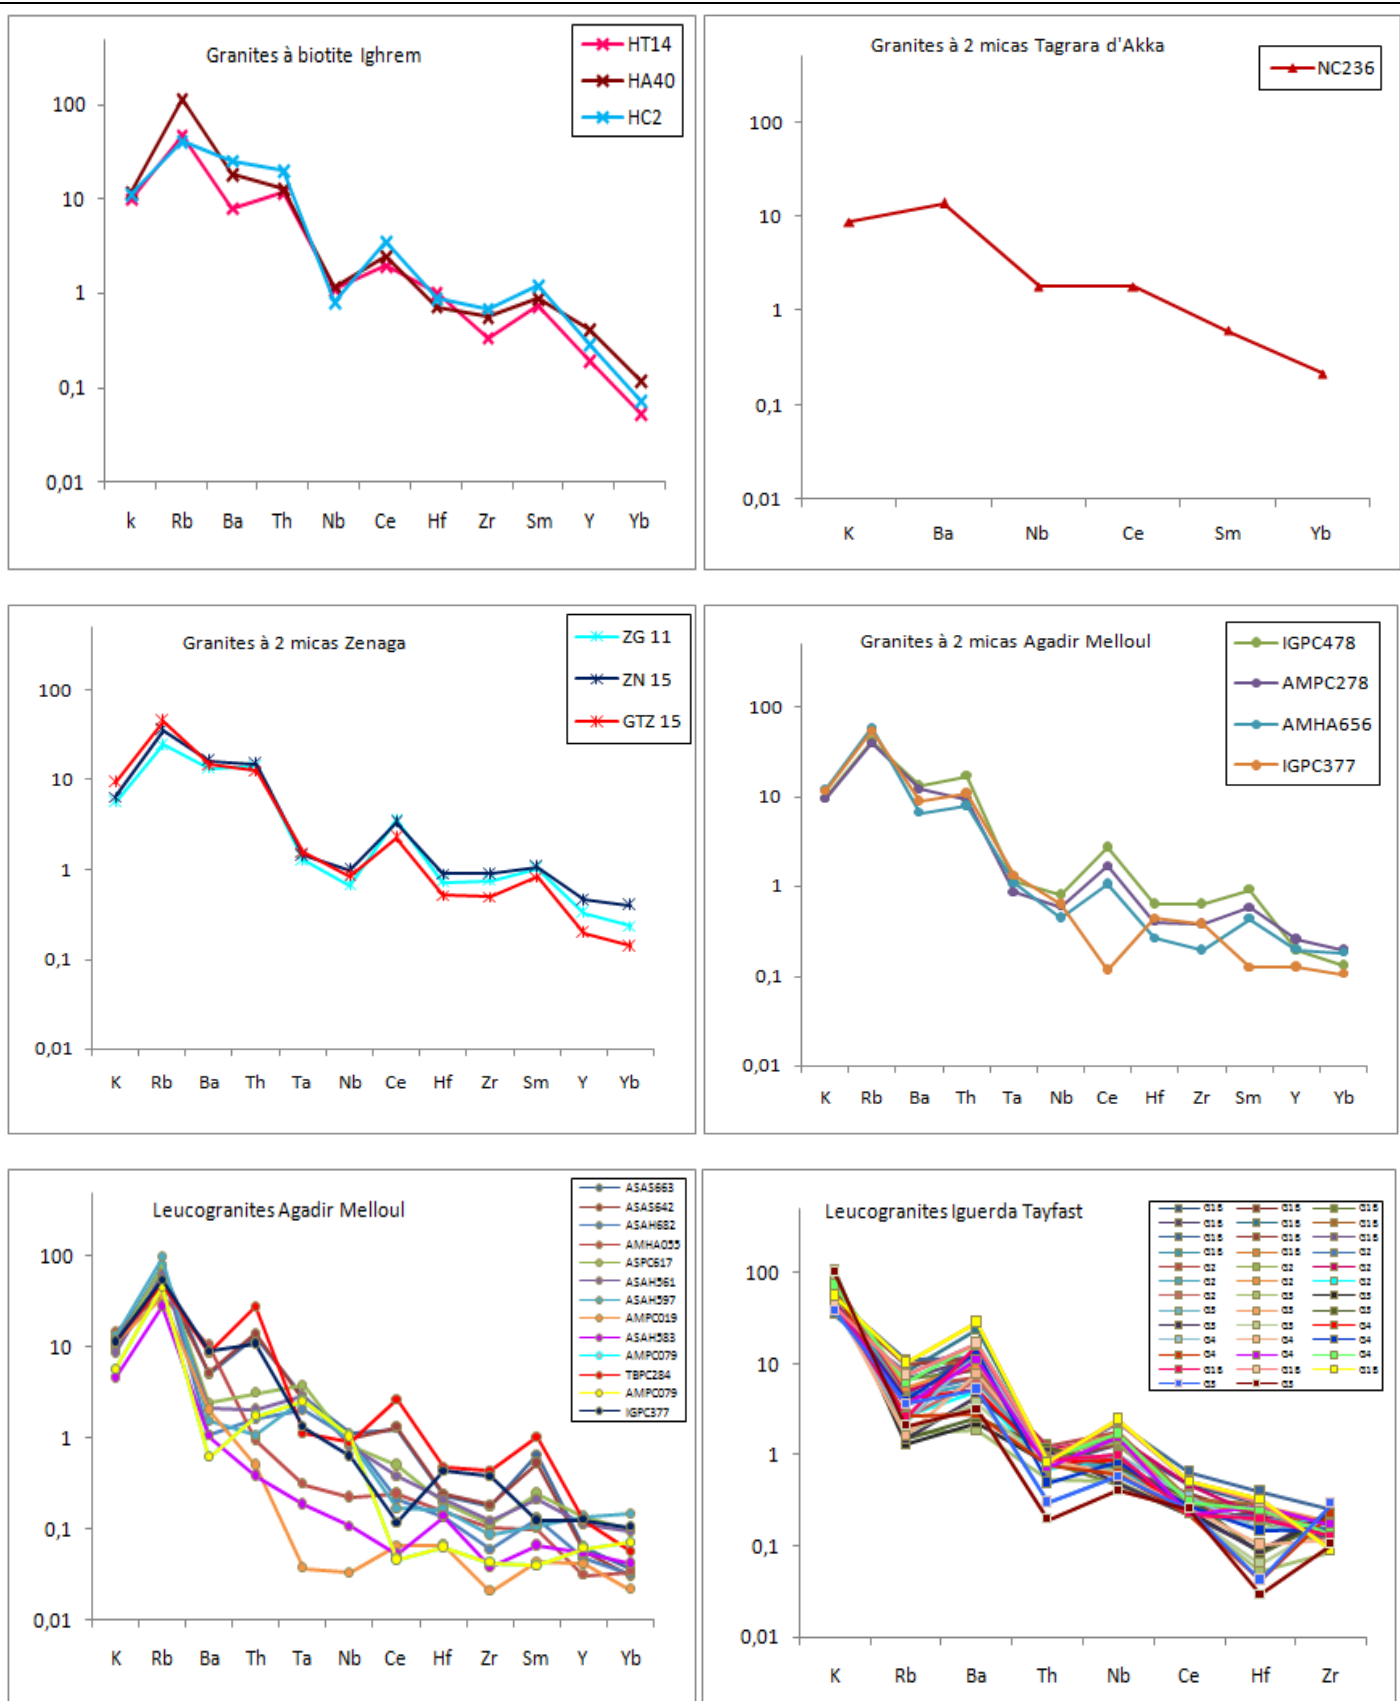 Granites à biotite Ighrem
HT14
HA40
HC2
100
10
1
0,1
0,01
k Rb Ba Th Nb Ce Hf Zr Sm Y Yb
Granites à 2 micas Tagrara d'Akka
NC236
100
10
1
0,1
0,01
K Ba Nb Ce Sm Yb
Granites à 2 micas Zenaga
ZG 11
ZN 15
GTZ 15
100
10
1
0,1
0,01
K Rb Ba Th Ta Nb Ce Hf Zr Sm Y Yb
Granites à 2 micas Agadir Melloul
IGPC478
AMPC278
AMHA656
IGPC377
100
10
1
0,1
0,01
K Rb Ba Th Ta Nb Ce Hf Zr Sm Y Yb
Leucogranites Agadir Melloul
ASAS663
ASAS642
ASAH682
AMHA055
ASPC617
ASAH561
ASAH597
AMPC019
ASAH583
AMPC079
TBPC284
AMPC079
IGPC377
100
10
1
0,1
0,01
K Rb Ba Th Ta Nb Ce Hf Zr Sm Y Yb
Leucogranites Iguerda Tayfast
100
10
1
0,1
0,01
K Rb Ba Th Nb Ce Hf Zr